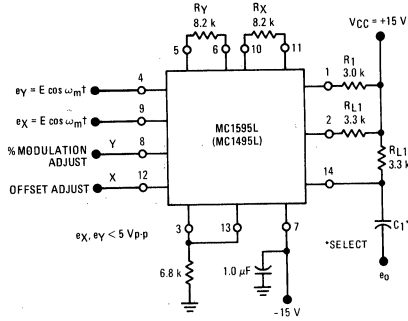 RY
8.2 k
RX
8.2 k
VCC = +15 V
5
6
10
11
eY = E cos ωmt
4
1
R1
3.0 k
eX = E cos ωmt
9
MC1595L
(MC1495L)
2
RL1
3.3 k
%MODULATION
ADJUST
Y
8
RL1
3.3 k
OFFSET ADJUST
X
12
14
eX, eY < 5 Vp-p
3
13
7
*SELECT
C1*
6.8 k
1.0 µF
eo
-15 V